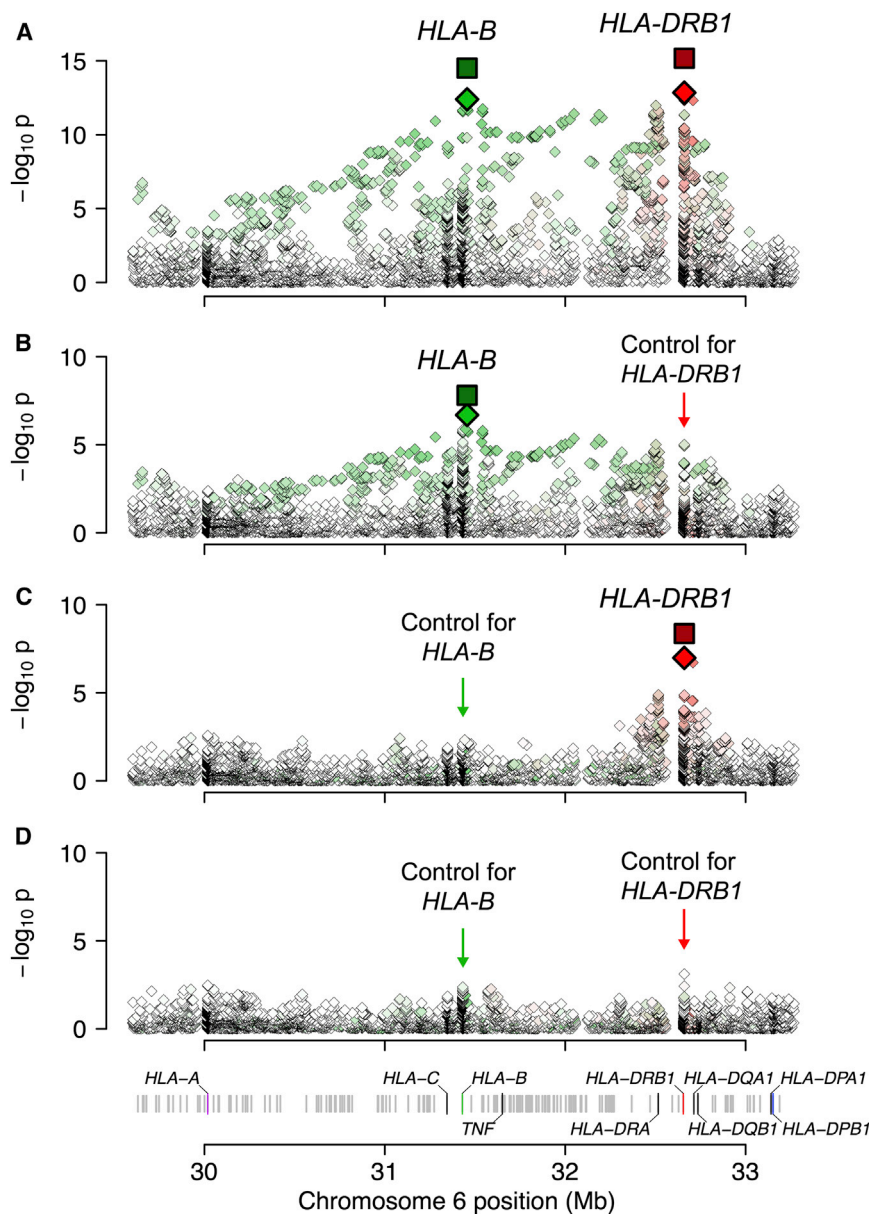 A
HLA-B
HLA-DRB1
15
10
5
0
−log10 p
B
HLA-B
Control for
HLA-DRB1
10
5
0
−log10 p
C
Control for
HLA-B
HLA-DRB1
10
5
0
−log10 p
D
Control for
HLA-B
Control for
HLA-DRB1
10
5
0
−log10 p
HLA−A
HLA−C
HLA−B
HLA−DRB1
HLA−DQA1
HLA−DPA1
TNF
HLA−DRA
HLA−DQB1
HLA−DPB1
30
31
32
33
Chromosome 6 position (Mb)